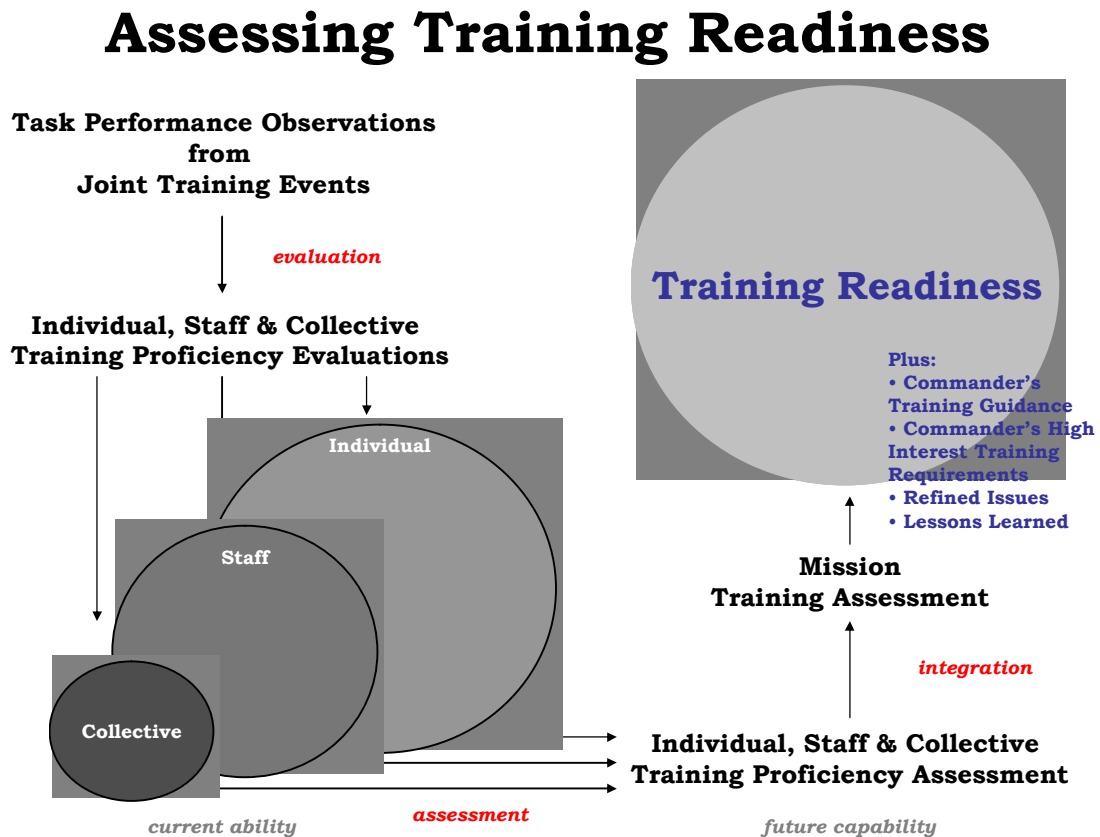 Assessing Training Readiness
Task Performance Observations
from
Joint Training Events
evaluation
Individual, Staff & Collective
Training Proficiency Evaluations
Individual
Staff
Collective
current ability
assessment
Individual, Staff & Collective
Training Proficiency Assessment
future capability
integration
Mission
Training Assessment
Training Readiness
Plus:
• Commander’s
Training Guidance
• Commander’s High
Interest Training
Requirements
• Refined Issues
• Lessons Learned